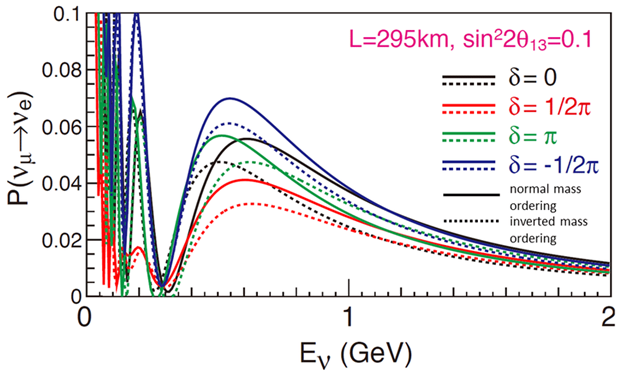 L=295km, sin²2θ₁₃=0.1
δ = 0
δ = 1/2π
δ = π
δ = -1/2π
normal mass
ordering
inverted mass
ordering
P(νμ→νe)
0.1
0.08
0.06
0.04
0.02
0
0 1 2
Eν (GeV)